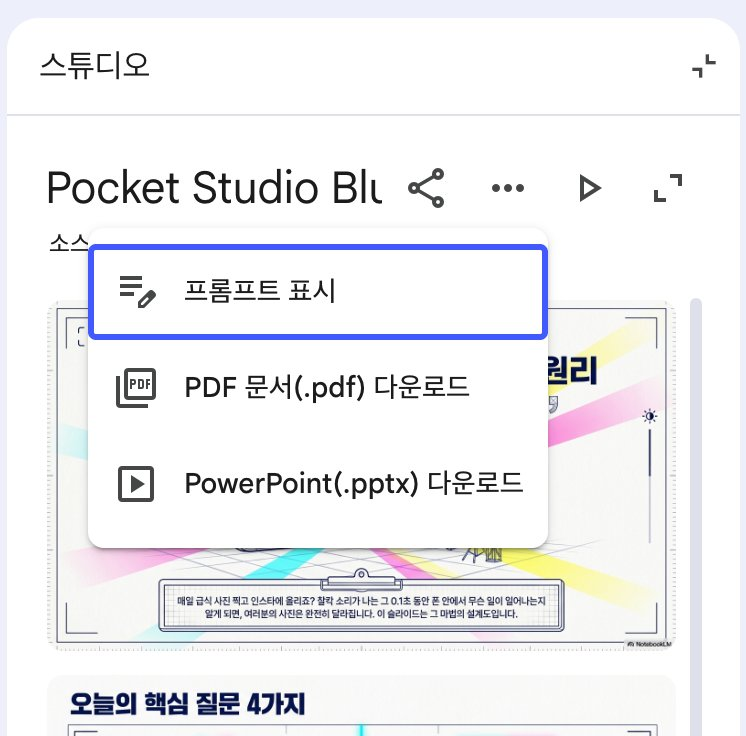 스튜디오
Pocket Studio Blu
소스
프롬프트 표시
PDF
PDF 문서(.pdf) 다운로드
PowerPoint(.pptx) 다운로드
원리
매일 급식 사진 찍고 인스타에 올리죠? 찰칵 소리가 나는 그 0.1초 동안 폰 안에서 무슨 일이 일어나는지
알게 되면, 여러분의 사진은 완전히 달라집니다. 이 슬라이드는 그 마법의 설계도입니다.
NotebookLM
오늘의 핵심 질문 4가지